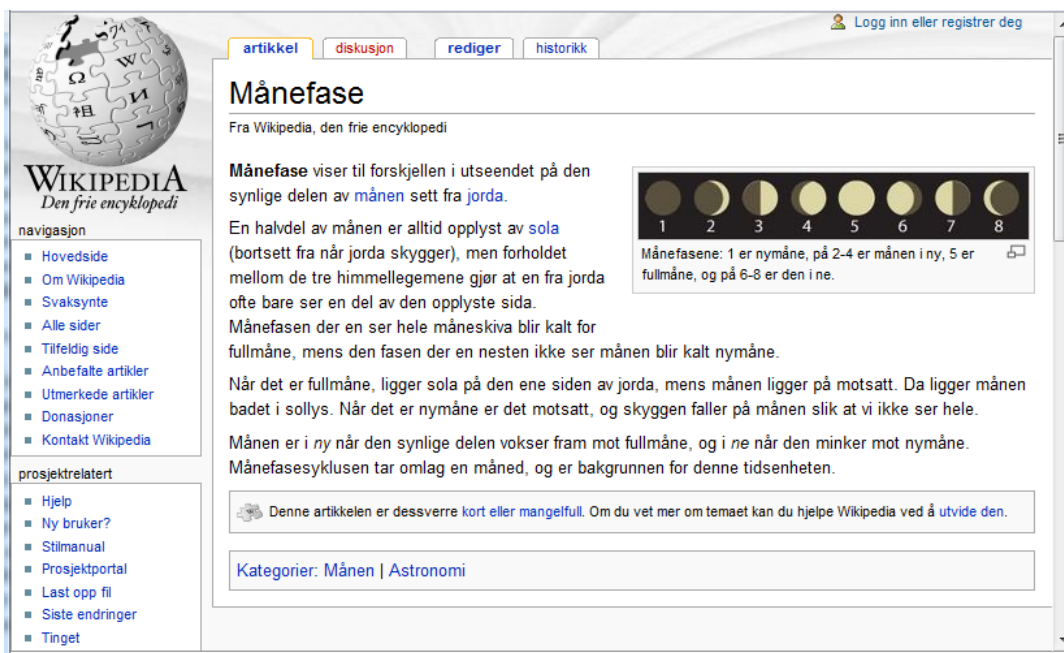 Logg inn eller registrer deg
artikkel diskusjon rediger historikk
Månefase
Fra Wikipedia, den frie encyklopedi
Månefase viser til forskjellen i utseendet på den
synlige delen av månen sett fra jorda.
En halvdel av månen er alltid opplyst av sola
(bortsett fra når jorda skygger), men forholdet
mellom de tre himmellegemene gjør at en fra jorda
ofte bare ser en del av den opplyste sida.
Månefasen der en ser hele måneskiva blir kalt for
fullmåne, mens den fasen der en nesten ikke ser månen blir kalt nymåne.
1 2 3 4 5 6 7 8
Månefasene: 1 er nymåne, på 2-4 er månen i ny, 5 er
fullmåne, og på 6-8 er den i ne.
Når det er fullmåne, ligger sola på den ene siden av jorda, mens månen ligger på motsatt. Da ligger månen
badet i sollys. Når det er nymåne er det motsatt, og skyggen faller på månen slik at vi ikke ser hele.
Månen er i ny når den synlige delen vokser fram mot fullmåne, og i ne når den minker mot nymåne.
Månefasesyklusen tar omlag en måned, og er bakgrunnen for denne tidsenheten.
Denne artikkelen er dessverre kort eller mangelfull. Om du vet mer om temaet kan du hjelpe Wikipedia ved å utvide den.
Kategorier: Månen | Astronomi
Ω W И 祖
WIKIPEDIA
Den frie encyklopedi
navigasjon
Hovedside
Om Wikipedia
Svaksynte
Alle sider
Tilfeldig side
Anbefalte artikler
Utmerkede artikler
Donasjoner
Kontakt Wikipedia
prosjektrelatert
Hjelp
Ny bruker?
Stilmanual
Prosjektportal
Last opp fil
Siste endringer
Tinget